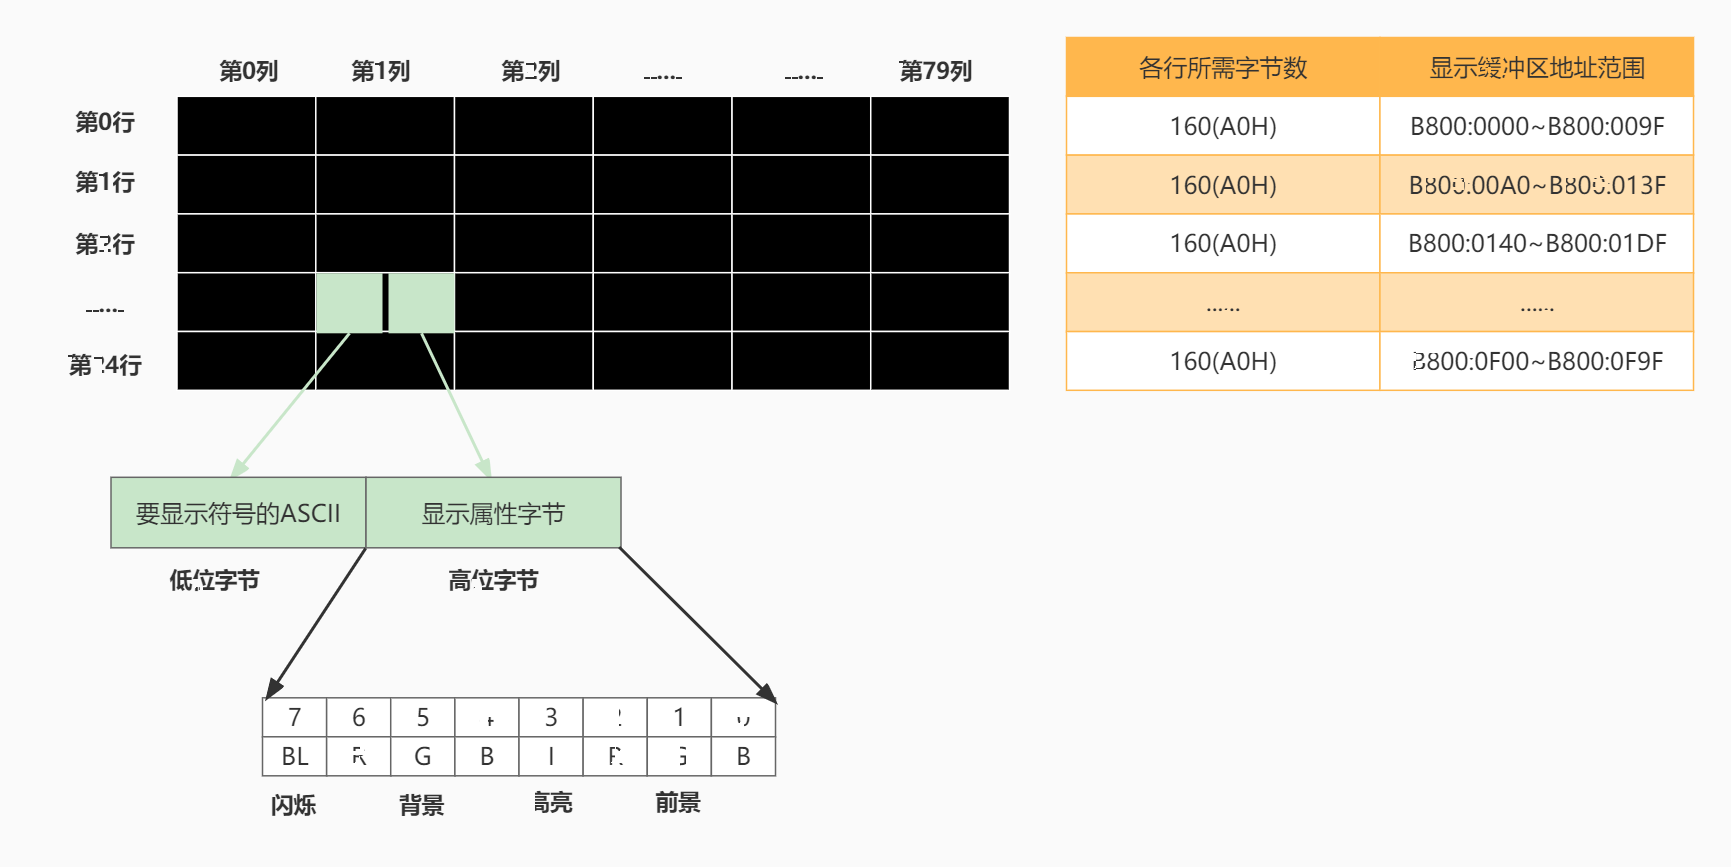 第0列 第1列 第2列 ...... ...... 第79列
第0行
第1行
第2行
......
第24行
各行所需字节数 显示缓冲区地址范围
160(A0H) B800:0000~B800:009F
160(A0H) B800:00A0~B800:013F
160(A0H) B800:0140~B800:01DF
...... ......
160(A0H) B800:0F00~B800:0F9F
要显示符号的ASCII 显示属性字节
低位字节 高位字节
7 6 5 4 3 2 1 0
BL R G B I R G B
闪烁 背景 高亮 前景